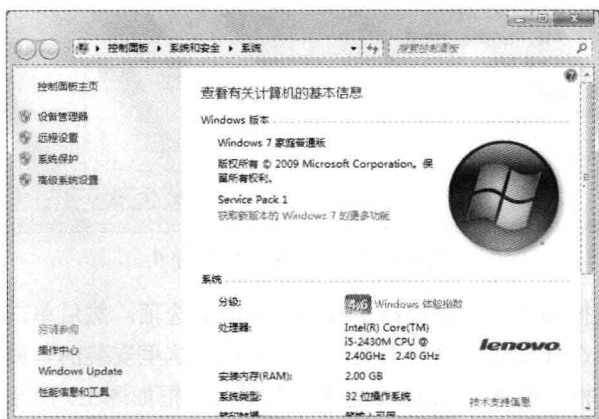 控制面板 ▸ 系统和安全 ▸ 系统
搜索控制面板
控制面板主页
设备管理器
远程设置
系统保护
高级系统设置
另请参阅
操作中心
Windows Update
性能信息和工具
查看有关计算机的基本信息
Windows 版本
Windows 7 家庭普通版
版权所有 © 2009 Microsoft Corporation。保
留所有权利。
Service Pack 1
获取新版本的 Windows 7 的更多功能
系统
分级:
4.6 Windows 体验指数
处理器:
Intel(R) Core(TM)
i5-2430M CPU @
2.40GHz 2.40 GHz
安装内存(RAM):
2.00 GB
系统类型:
32 位操作系统
lenovo
技术支持信息